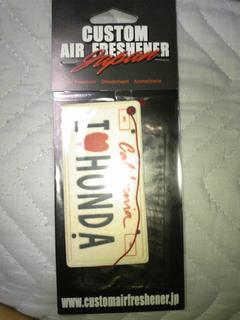 CUSTOM
AIR FRESHENER
Japan
California
I HONDA
www.customairfreshener.jp